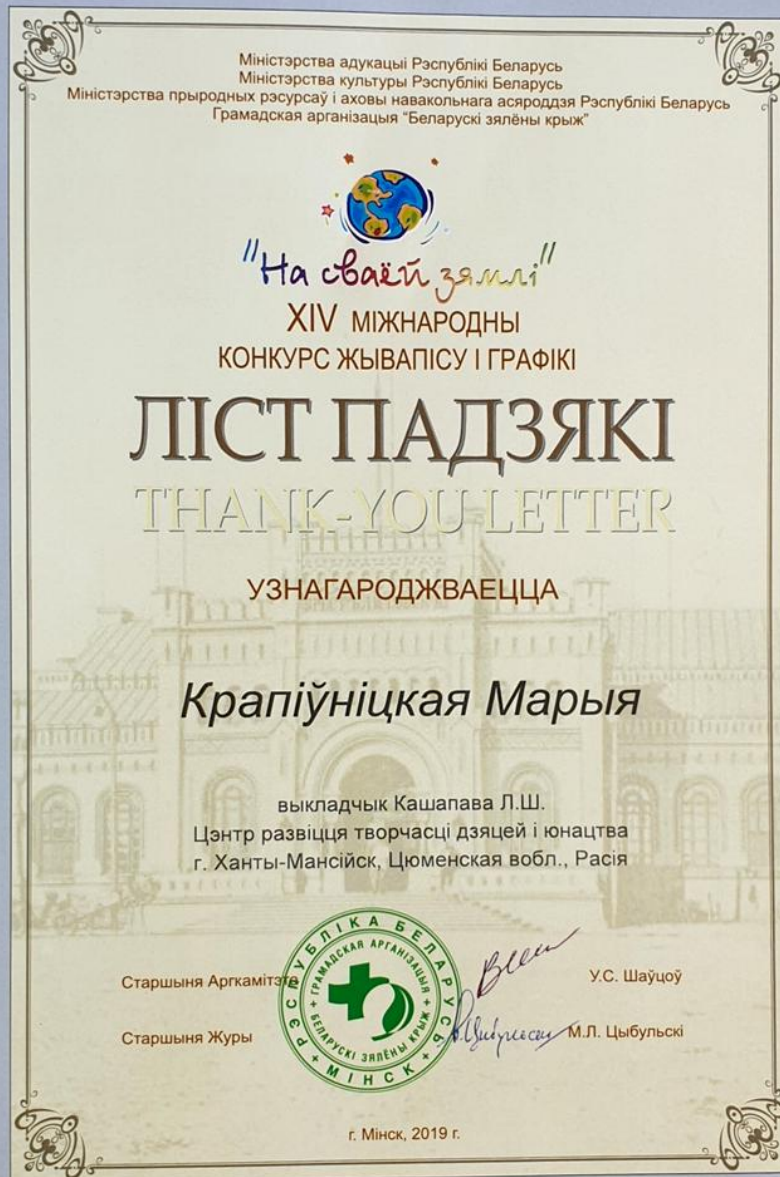 Міністэрства адукацыі Рэспублікі Беларусь
Міністэрства культуры Рэспублікі Беларусь
Міністэрства прыродных рэсурсаў і аховы навакольнага асяроддзя Рэспублікі Беларусь
Грамадская арганізацыя “Беларускі зялёны крыж”
"На сваёй зямлі"
XIV МІЖНАРОДНЫ
КОНКУРС ЖЫВАПІСУ І ГРАФІКІ
ЛІСТ ПАДЗЯКІ
THANK-YOU LETTER
УЗНАГАРОДЖВАЕЦЦА
Крапіўніцкая Марыя
выкладчык Кашапава Л.Ш.
Цэнтр развіцця творчасці дзяцей і юнацтва
г. Ханты-Мансійск, Цюменская вобл., Расія
РЭСПУБЛІКА БЕЛАРУСЬ
ГРАМАДСКАЯ АРГАНІЗАЦЫЯ
БЕЛАРУСКІ ЗЯЛЁНЫ КРЫЖ
МІНСК
Старшыня Аргкамітэта У.С. Шаўцоў
Старшыня Журы М.Л. Цыбульскі
г. Мінск, 2019 г.